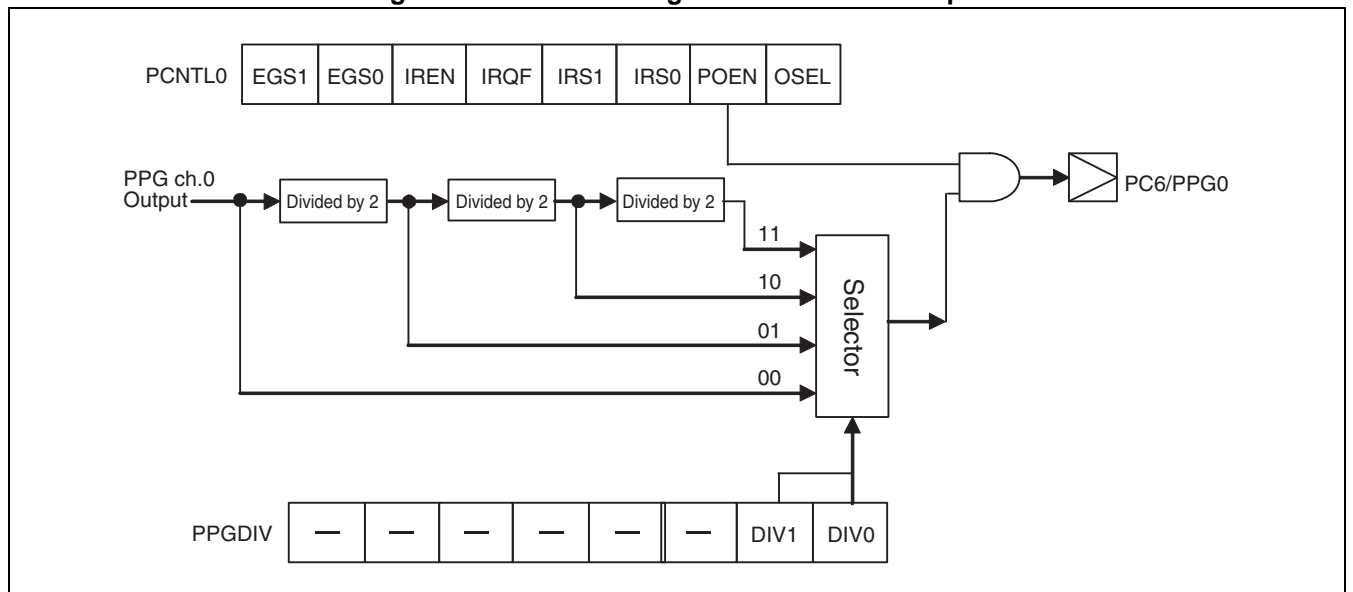 PCNTL0 EGS1 EGS0 IREN IRQF IRS1 IRS0 POEN OSEL
PPG ch.0
Output
Divided by 2 Divided by 2 Divided by 2
PC6/PPG0
11
10
01
00
Selector
PPGDIV — — — — — — DIV1 DIV0